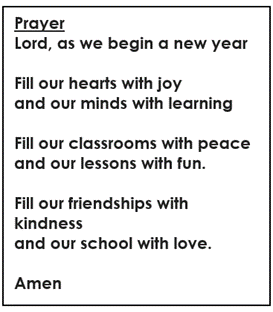 Prayer
Lord, as we begin a new year
Fill our hearts with joy
and our minds with learning
Fill our classrooms with peace
and our lessons with fun.
Fill our friendships with
kindness
and our school with love.
Amen